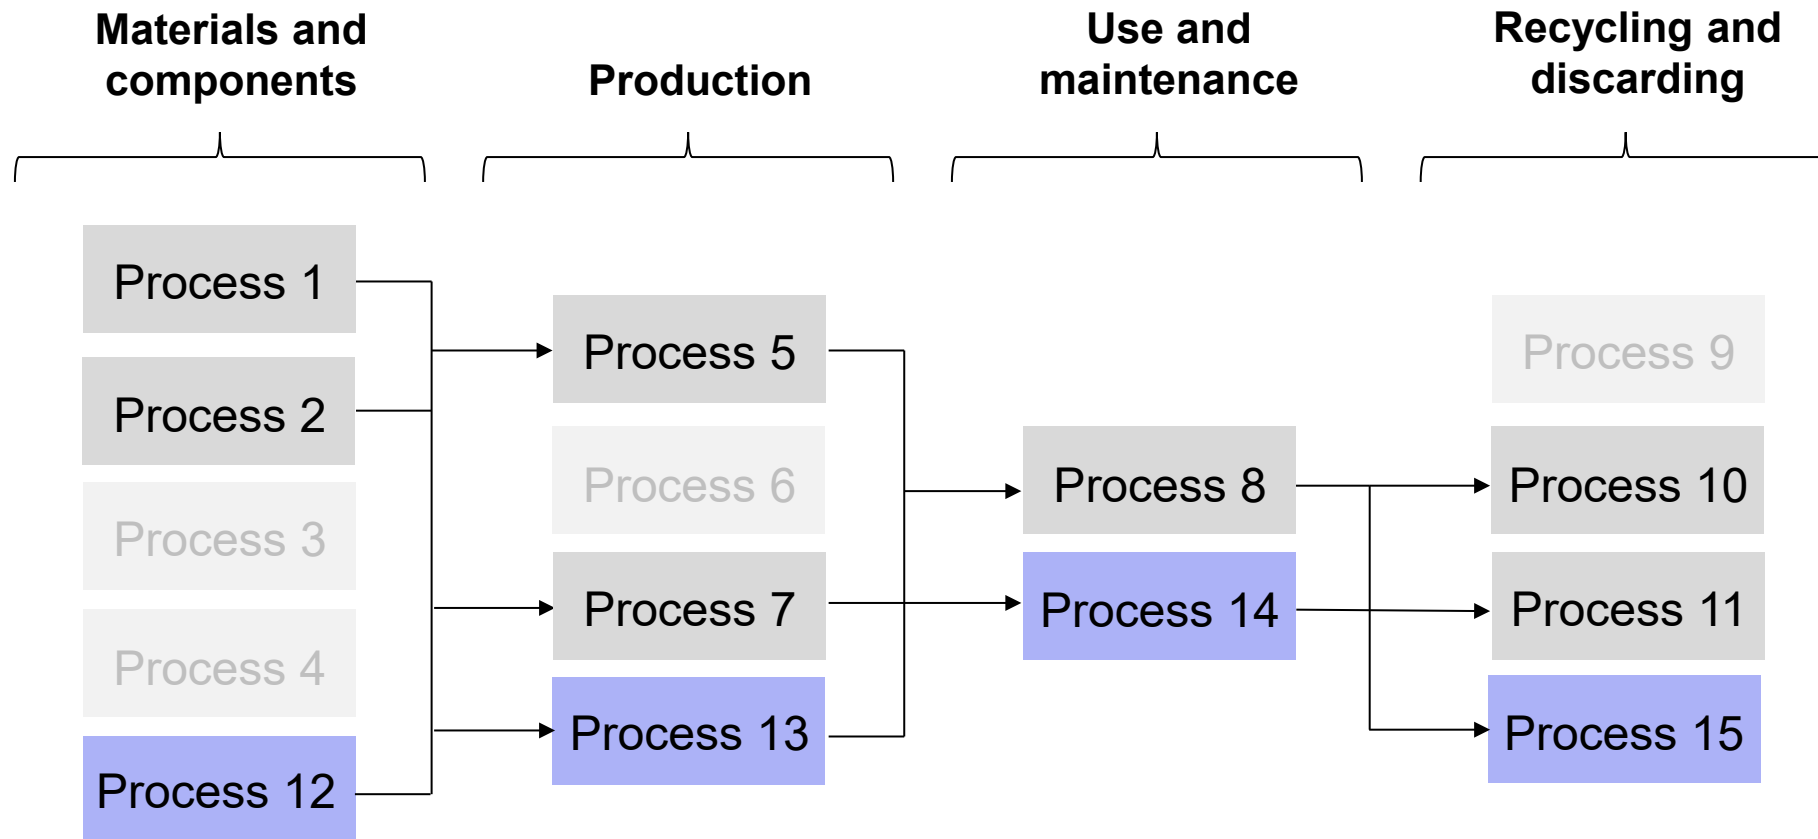 Materials and
components
Production
Use and
maintenance
Recycling and
discarding
Process 1
Process 2
Process 3
Process 4
Process 12
Process 5
Process 6
Process 7
Process 13
Process 8
Process 14
Process 9
Process 10
Process 11
Process 15